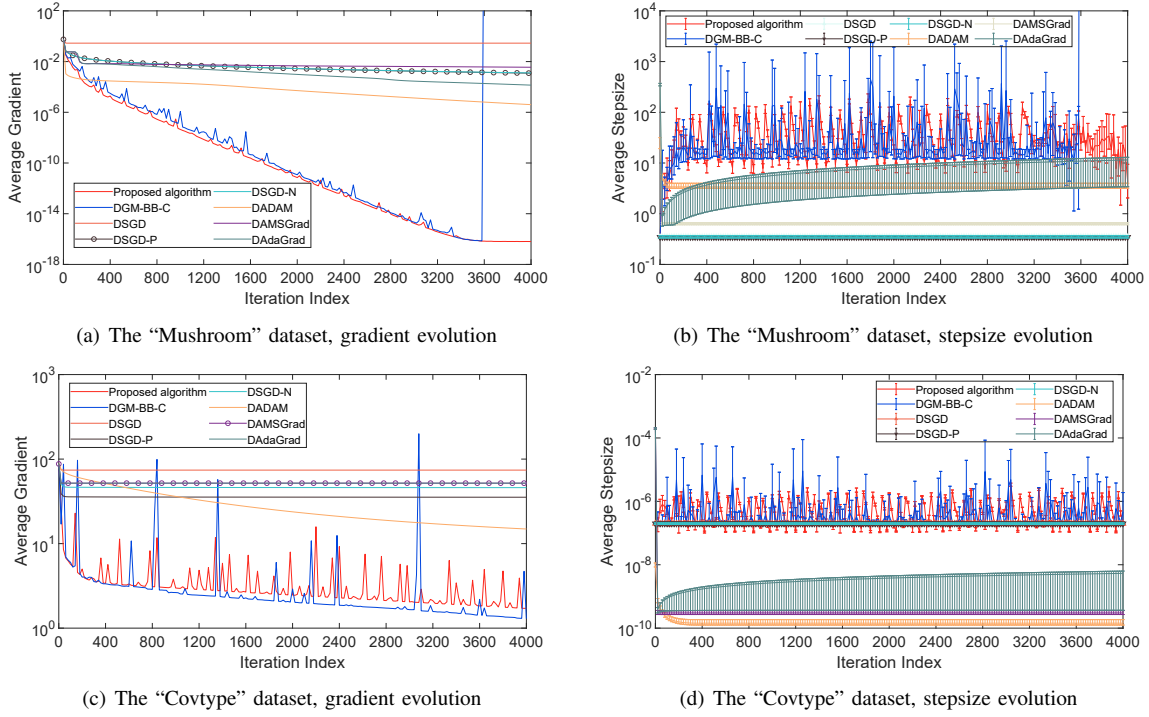 10^2
10^-2
10^-6
10^-10
10^-14
10^-18
Average Gradient
Proposed algorithm
DGM-BB-C
DSGD
DSGD-P
DSGD-N
DADAM
DAMSGrad
DAdaGrad
0 400 800 1200 1600 2000 2400 2800 3200 3600 4000
Iteration Index
(a) The “Mushroom” dataset, gradient evolution
10^4
10^3
10^2
10^1
10^0
10^-1
Average Stepsize
Proposed algorithm
DGM-BB-C
DSGD
DSGD-P
DSGD-N
DADAM
DAMSGrad
DAdaGrad
0 400 800 1200 1600 2000 2400 2800 3200 3600 4000
Iteration Index
(b) The “Mushroom” dataset, stepsize evolution
10^3
10^2
10^1
10^0
Average Gradient
Proposed algorithm
DGM-BB-C
DSGD
DSGD-P
DSGD-N
DADAM
DAMSGrad
DAdaGrad
0 400 800 1200 1600 2000 2400 2800 3200 3600 4000
Iteration Index
(c) The “Covtype” dataset, gradient evolution
10^-2
10^-4
10^-6
10^-8
10^-10
Average Stepsize
Proposed algorithm
DGM-BB-C
DSGD
DSGD-P
DSGD-N
DADAM
DAMSGrad
DAdaGrad
0 400 800 1200 1600 2000 2400 2800 3200 3600 4000
Iteration Index
(d) The “Covtype” dataset, stepsize evolution